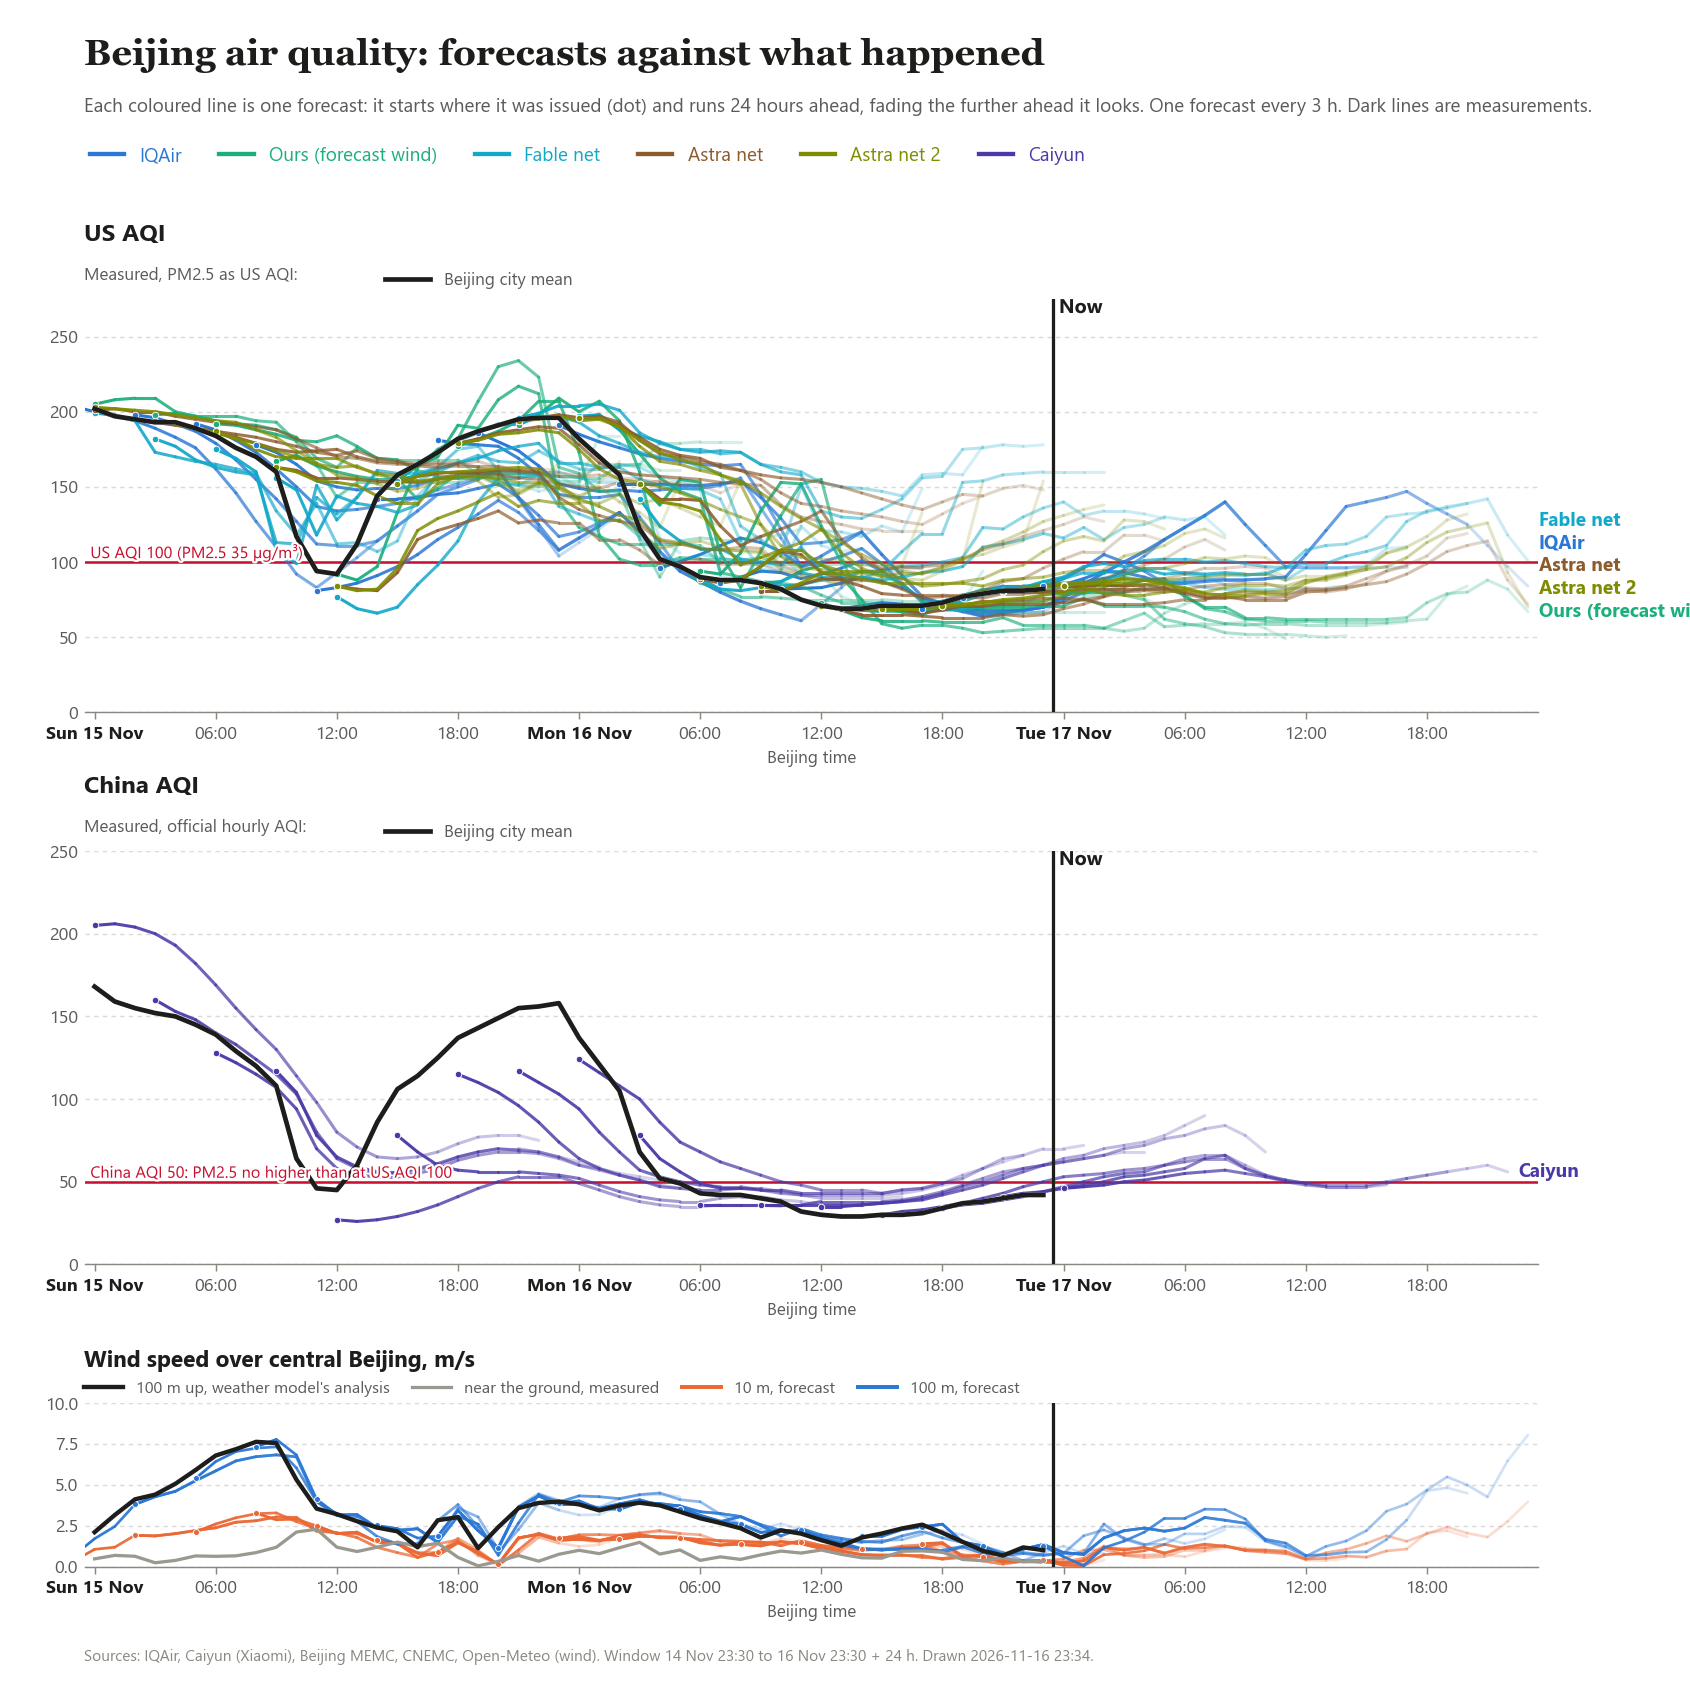 Beijing air quality: forecasts against what happened
Each coloured line is one forecast: it starts where it was issued (dot) and runs 24 hours ahead, fading the further ahead it looks. One forecast every 3 h. Dark lines are measurements.
IQAir Ours (forecast wind) Fable net Astra net Astra net 2 Caiyun
US AQI
Measured, PM2.5 as US AQI: Beijing city mean
Now
250
200
150
US AQI 100 (PM2.5 35 µg/m³)
100
50
0
Fable net
IQAir
Astra net
Astra net 2
Ours (forecast wi
Sun 15 Nov 06:00 12:00 18:00 Mon 16 Nov 06:00 12:00 18:00 Tue 17 Nov 06:00 12:00 18:00
Beijing time
China AQI
Measured, official hourly AQI: Beijing city mean
Now
250
200
150
100
China AQI 50: PM2.5 no higher than at US AQI 100
Caiyun
50
0
Sun 15 Nov 06:00 12:00 18:00 Mon 16 Nov 06:00 12:00 18:00 Tue 17 Nov 06:00 12:00 18:00
Beijing time
Wind speed over central Beijing, m/s
100 m up, weather model's analysis near the ground, measured 10 m, forecast 100 m, forecast
10.0
7.5
5.0
2.5
0.0
Sun 15 Nov 06:00 12:00 18:00 Mon 16 Nov 06:00 12:00 18:00 Tue 17 Nov 06:00 12:00 18:00
Beijing time
Sources: IQAir, Caiyun (Xiaomi), Beijing MEMC, CNEMC, Open-Meteo (wind). Window 14 Nov 23:30 to 16 Nov 23:30 + 24 h. Drawn 2026-11-16 23:34.